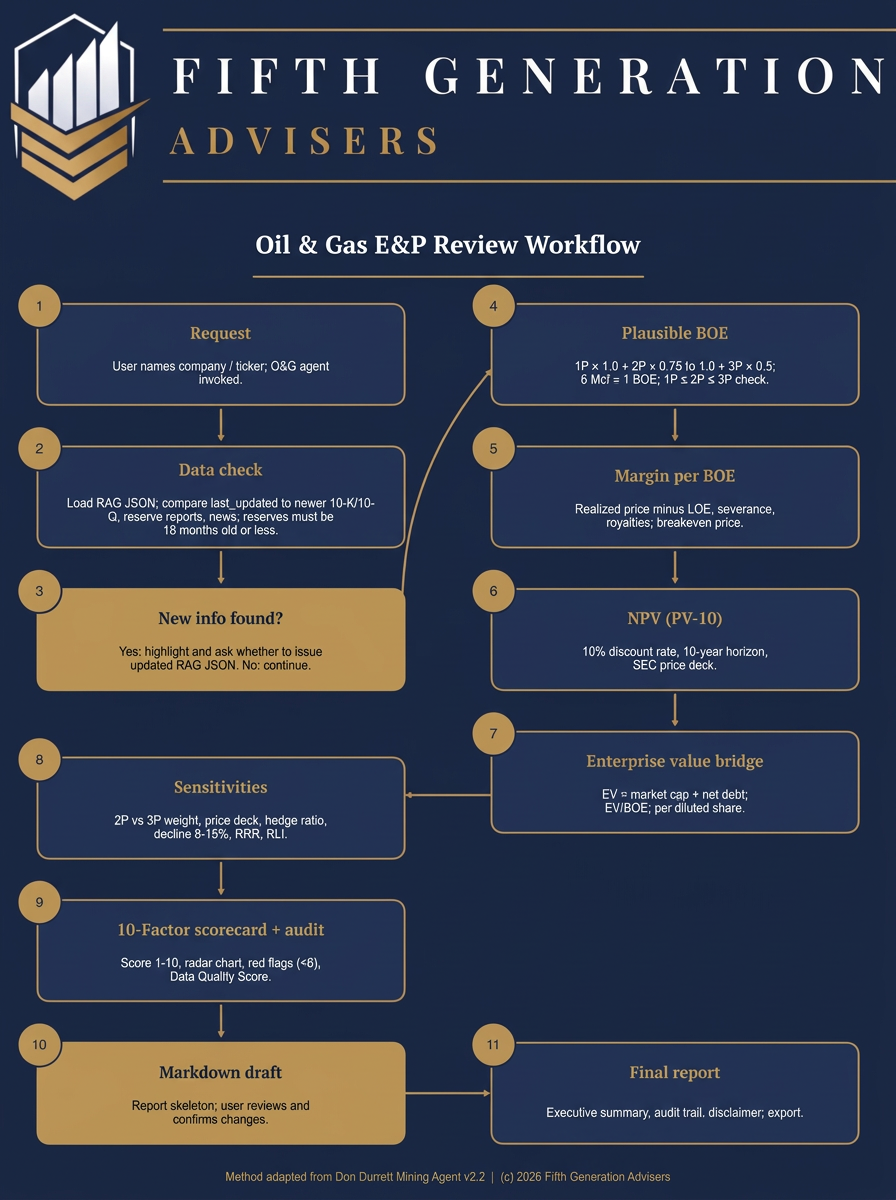 FIFTH GENERATION
ADVISERS
Oil & Gas E&P Review Workflow
1
Request
User names company / ticker; O&G agent
invoked.
2
Data check
Load RAG JSON; compare last_updated to newer 10-K/10-
Q, reserve reports, news; reserves must be
18 months old or less.
3
New info found?
Yes: highlight and ask whether to issue
updated RAG JSON. No: continue.
4
Plausible BOE
1P × 1.0 + 2P × 0.75 to 1.0 + 3P × 0.5;
6 Mcf = 1 BOE; 1P ≤ 2P ≤ 3P check.
5
Margin per BOE
Realized price minus LOE, severance,
royalties; breakeven price.
6
NPV (PV-10)
10% discount rate, 10-year horizon,
SEC price deck.
7
Enterprise value bridge
EV = market cap + net debt;
EV/BOE; per diluted share.
8
Sensitivities
2P vs 3P weight, price deck, hedge ratio,
decline 8-15%, RRR, RLI.
9
10-Factor scorecard + audit
Score 1-10, radar chart, red flags (<6),
Data Quality Score.
10
Markdown draft
Report skeleton; user reviews and
confirms changes.
11
Final report
Executive summary, audit trail. disclaimer; export.
Method adapted from Don Durrett Mining Agent v2.2 | (c) 2026 Fifth Generation Advisers